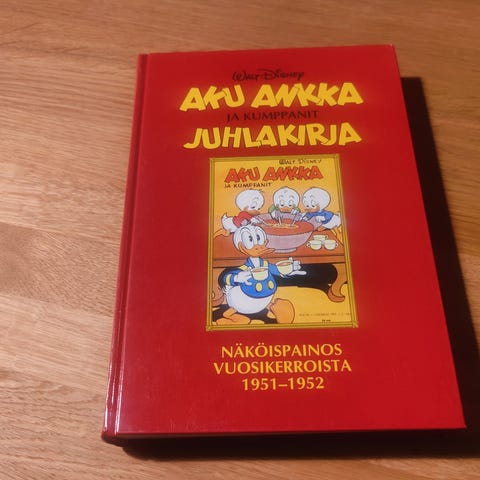 Walt Disney
AKU ANKKA
JA KUMPPANIT
JUHLAKIRJA
WALT DISNEY
AKU ANKKA
JA KUMPPANIT
NÄKÖISPAINOS
VUOSIKERROISTA
1951–1952